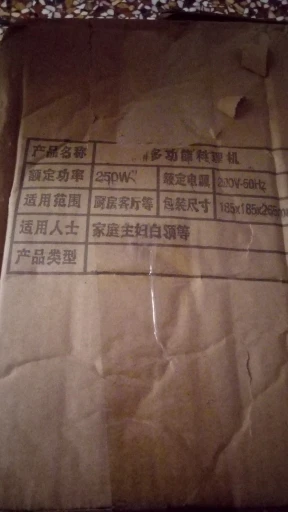 产品名称 多功能料理机
额定功率 250W 额定电源 220V-50Hz
适用范围 厨房客厅等 包装尺寸 185x185x265mm
适用人士 家庭主妇白领等
产品类型